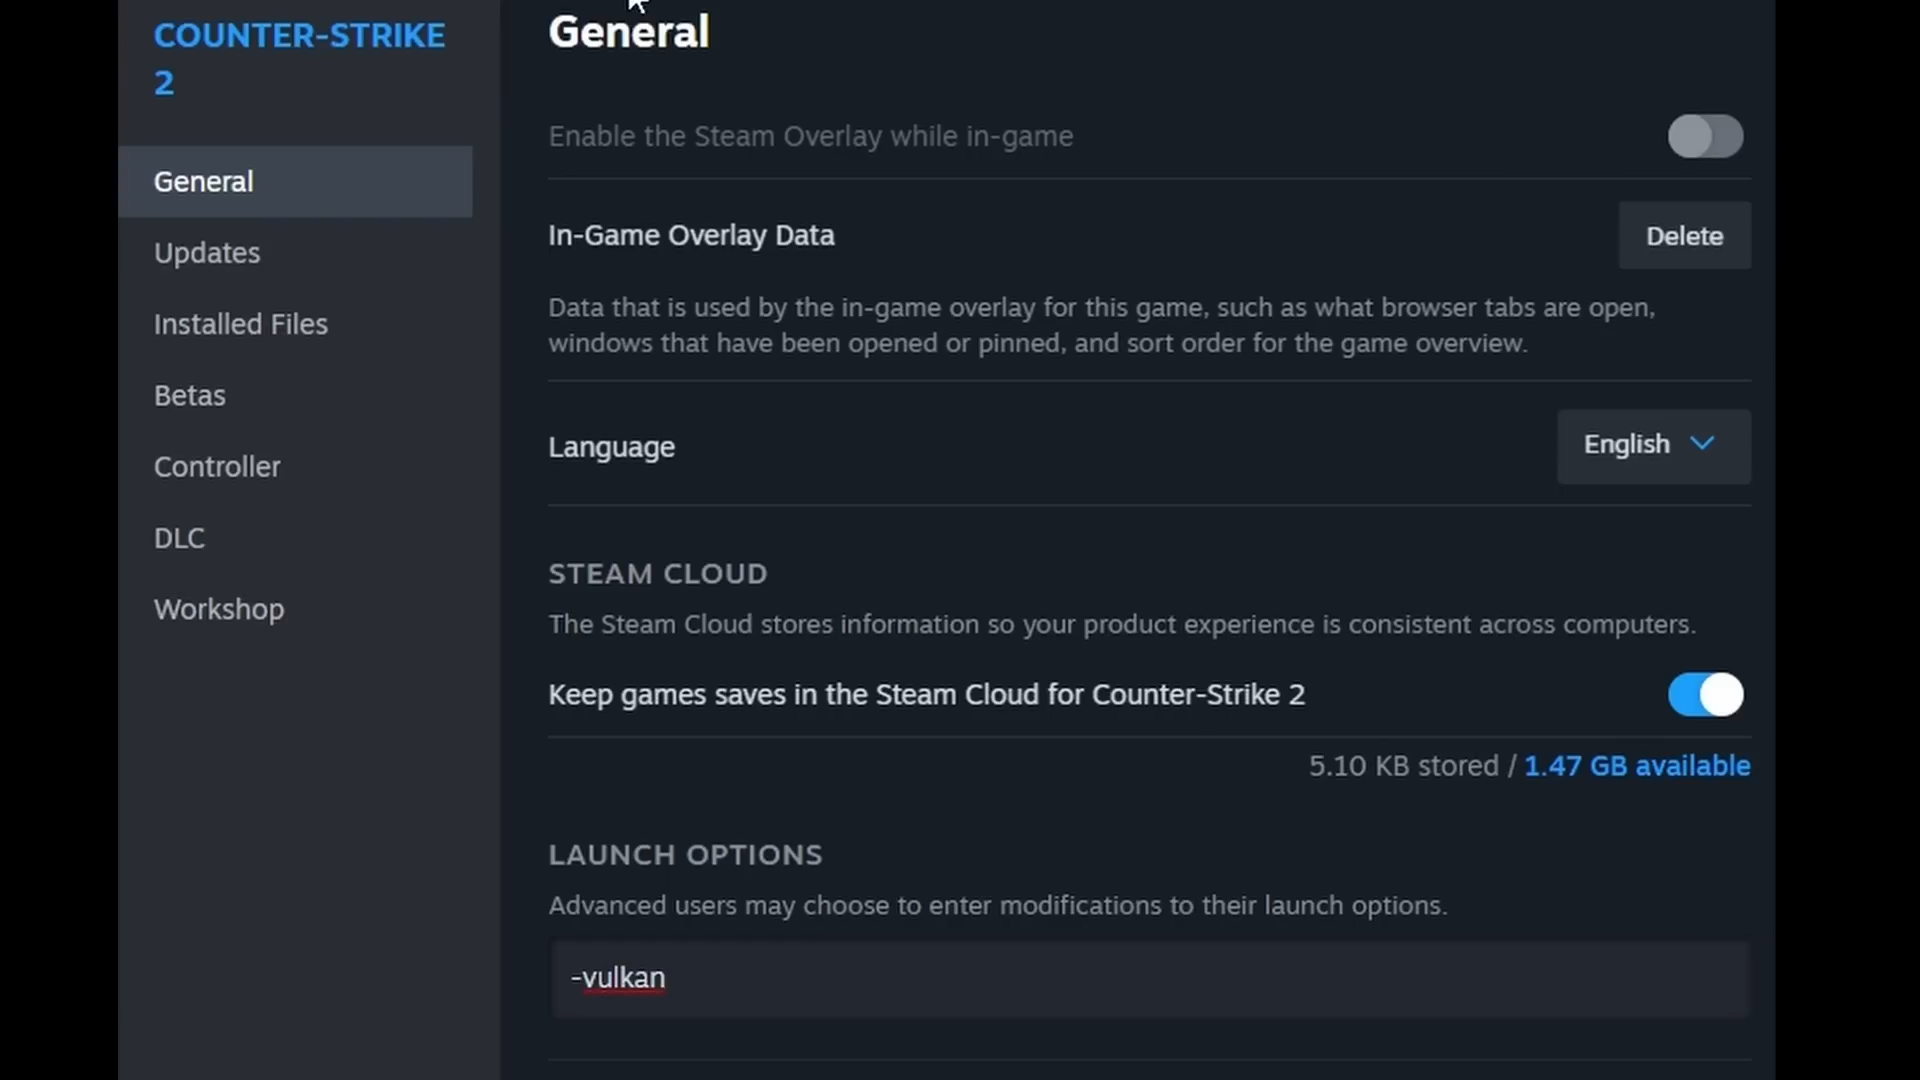 COUNTER-STRIKE
2
General
Updates
Installed Files
Betas
Controller
DLC
Workshop
General
Enable the Steam Overlay while in-game
In-Game Overlay Data
Delete
Data that is used by the in-game overlay for this game, such as what browser tabs are open,
windows that have been opened or pinned, and sort order for the game overview.
Language
English
STEAM CLOUD
The Steam Cloud stores information so your product experience is consistent across computers.
Keep games saves in the Steam Cloud for Counter-Strike 2
5.10 KB stored / 1.47 GB available
LAUNCH OPTIONS
Advanced users may choose to enter modifications to their launch options.
-vulkan